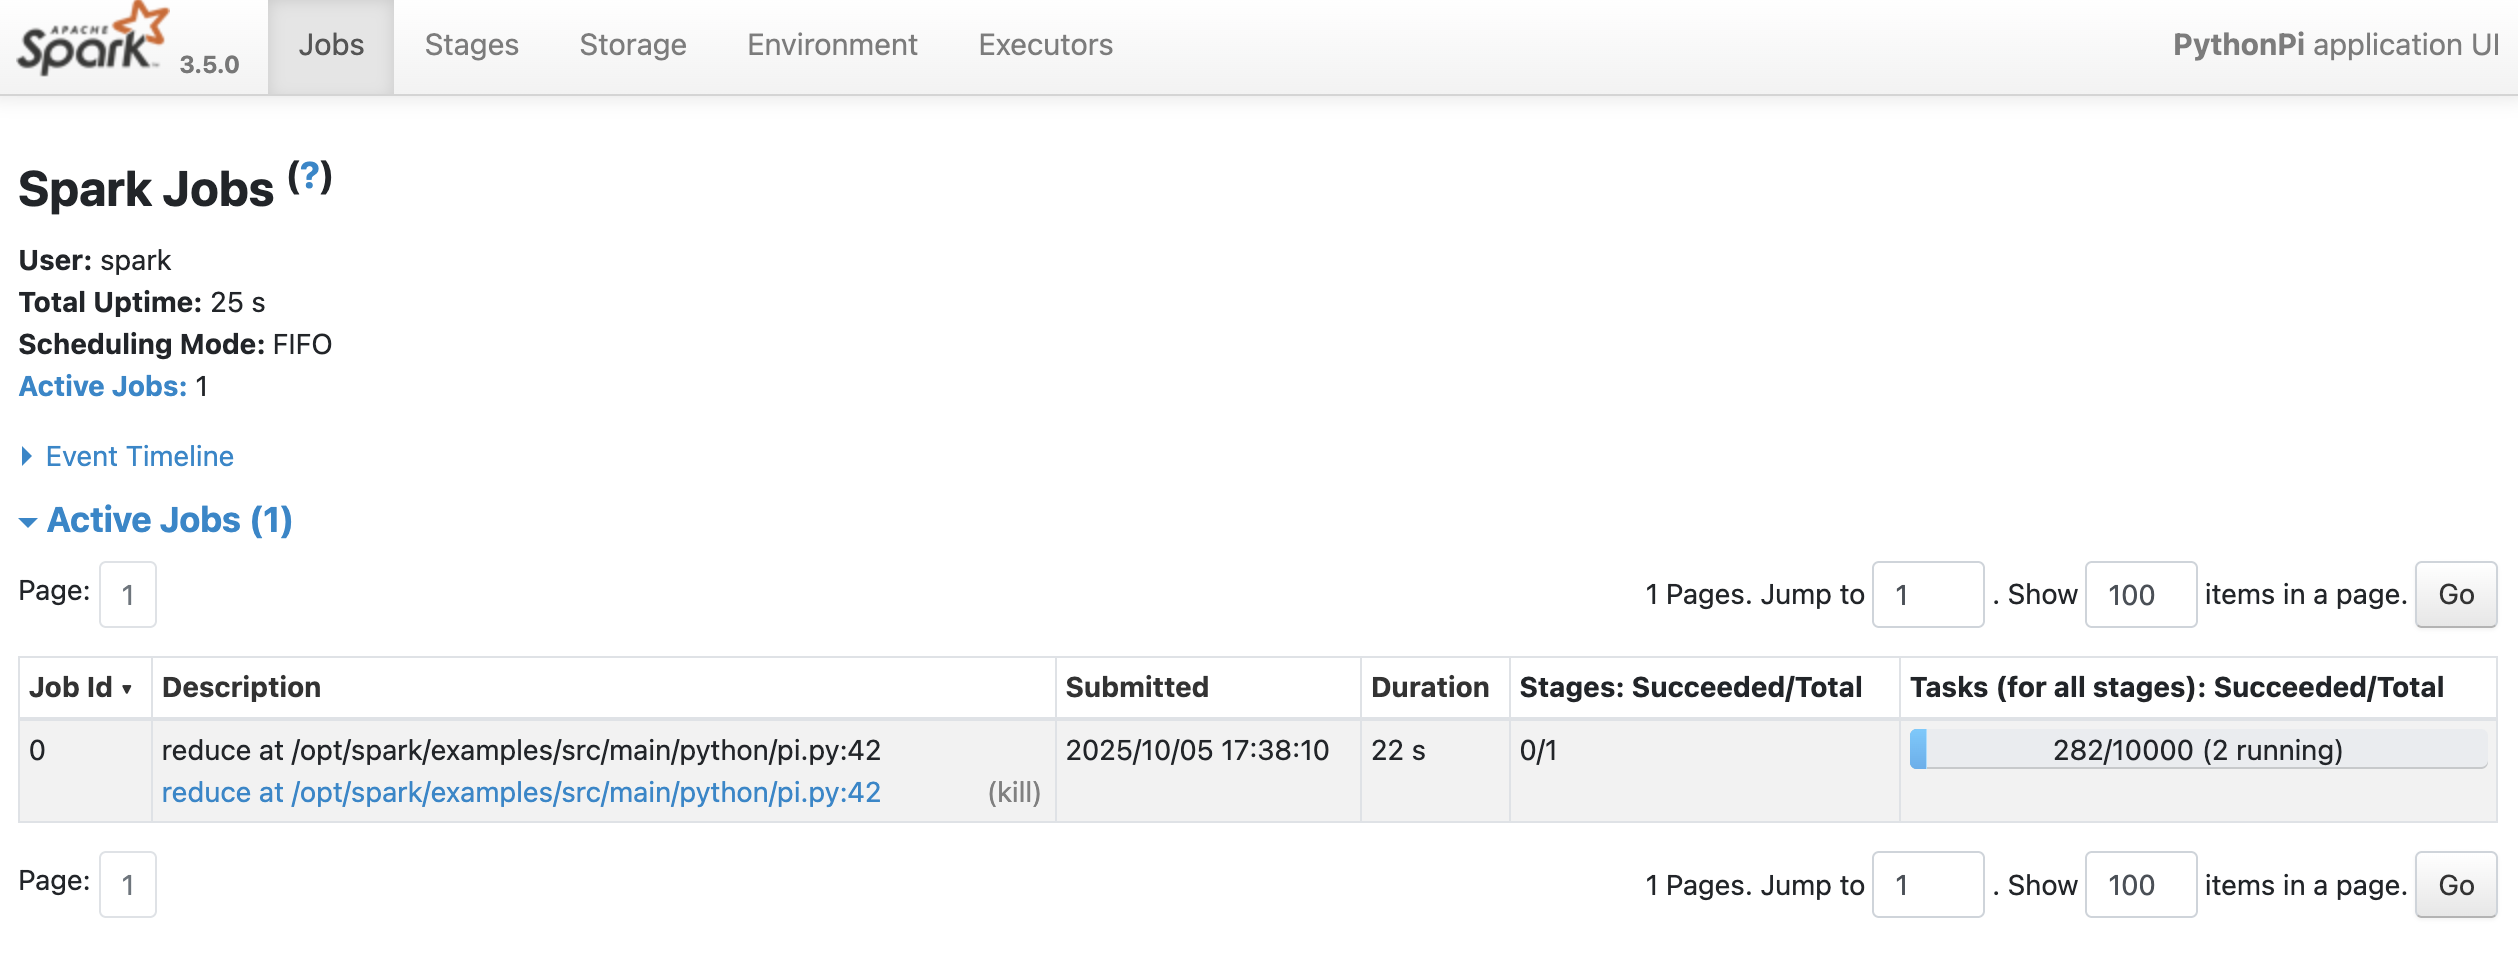 APACHE Spark™ 3.5.0 Jobs Stages Storage Environment Executors PythonPi application UI
Spark Jobs (?)
User: spark
Total Uptime: 25 s
Scheduling Mode: FIFO
Active Jobs: 1
Event Timeline
Active Jobs (1)
Page: 1 1 Pages. Jump to 1 . Show 100 items in a page. Go
Job Id ▾ Description Submitted Duration Stages: Succeeded/Total Tasks (for all stages): Succeeded/Total
0 reduce at /opt/spark/examples/src/main/python/pi.py:42 2025/10/05 17:38:10 22 s 0/1 282/10000 (2 running)
reduce at /opt/spark/examples/src/main/python/pi.py:42 (kill)
Page: 1 1 Pages. Jump to 1 . Show 100 items in a page. Go